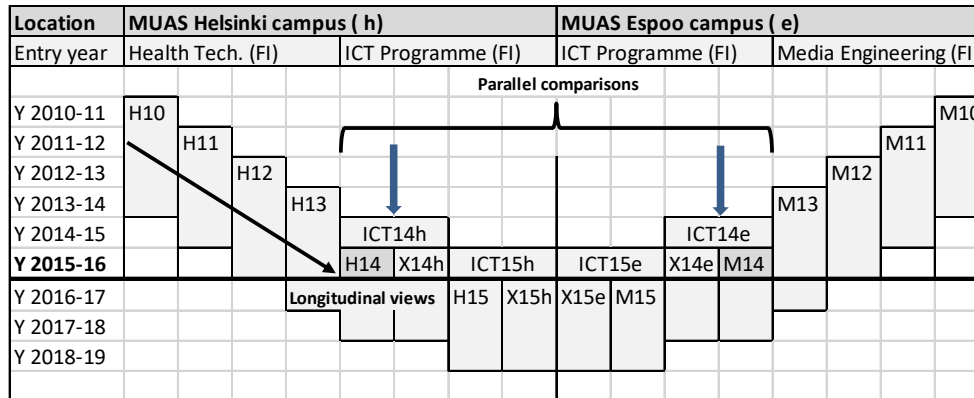 Location MUAS Helsinki campus ( h) MUAS Espoo campus ( e)
Entry year Health Tech. (FI) ICT Programme (FI) ICT Programme (FI) Media Engineering (FI
Parallel comparisons
Y 2010-11 H10 M10
Y 2011-12 H11 M11
Y 2012-13 H12 M12
Y 2013-14 H13 M13
Y 2014-15 ICT14h ICT14e
Y 2015-16 H14 X14h ICT15h ICT15e X14e M14
Y 2016-17 Longitudinal views H15 X15h X15e M15
Y 2017-18
Y 2018-19